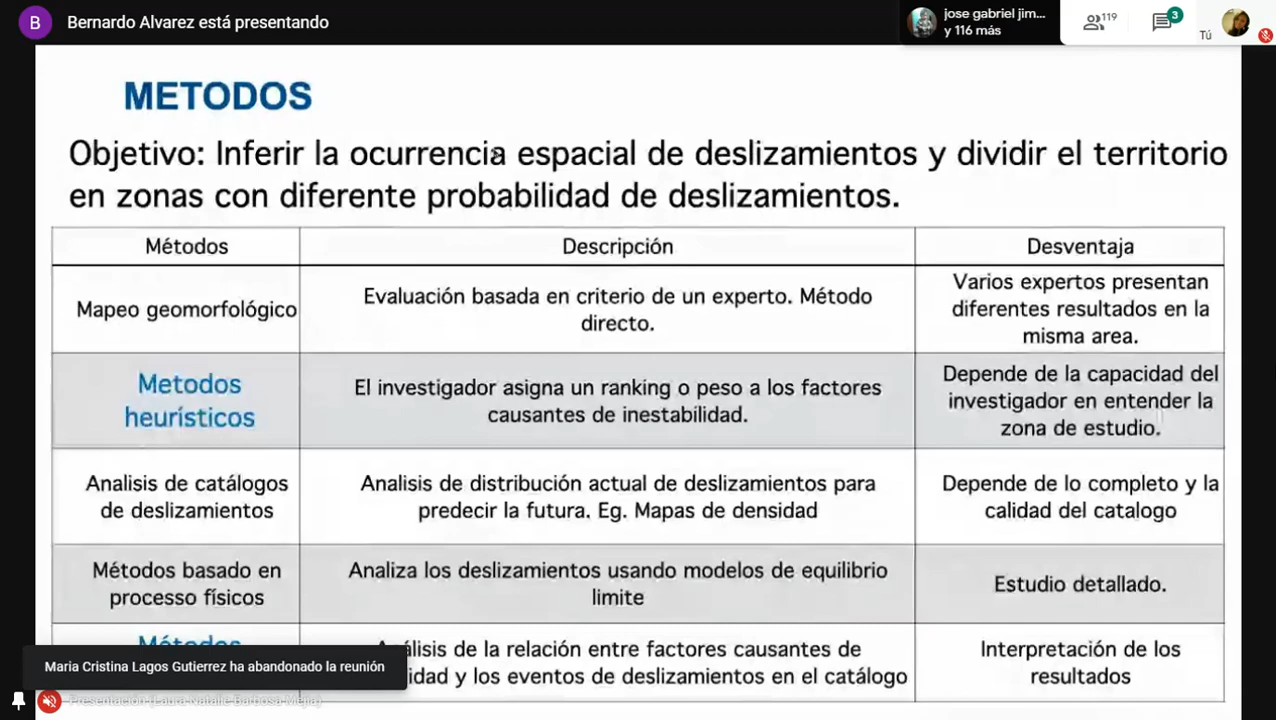 B
Bernardo Alvarez está presentando
jose gabriel jim...
y 116 más
119
3
Tú
METODOS
Objetivo: Inferir la ocurrencia espacial de deslizamientos y dividir el territorio
en zonas con diferente probabilidad de deslizamientos.
Métodos
Descripción
Desventaja
Mapeo geomorfológico
Evaluación basada en criterio de un experto. Método
directo.
Varios expertos presentan
diferentes resultados en la
misma area.
Metodos
heurísticos
El investigador asigna un ranking o peso a los factores
causantes de inestabilidad.
Depende de la capacidad del
investigador en entender la
zona de estudio.
Analisis de catálogos
de deslizamientos
Analisis de distribución actual de deslizamientos para
predecir la futura. Eg. Mapas de densidad
Depende de lo completo y la
calidad del catalogo
Métodos basado en
proceso físicos
Analiza los deslizamientos usando modelos de equilibrio
limite
Estudio detallado.
Métodos
álisis de la relación entre factores causantes de
idad y los eventos de deslizamientos en el catálogo
Interpretación de los
resultados
Maria Cristina Lagos Gutierrez ha abandonado la reunión
Presentación (Laura Natalie Barbosa Mejia)